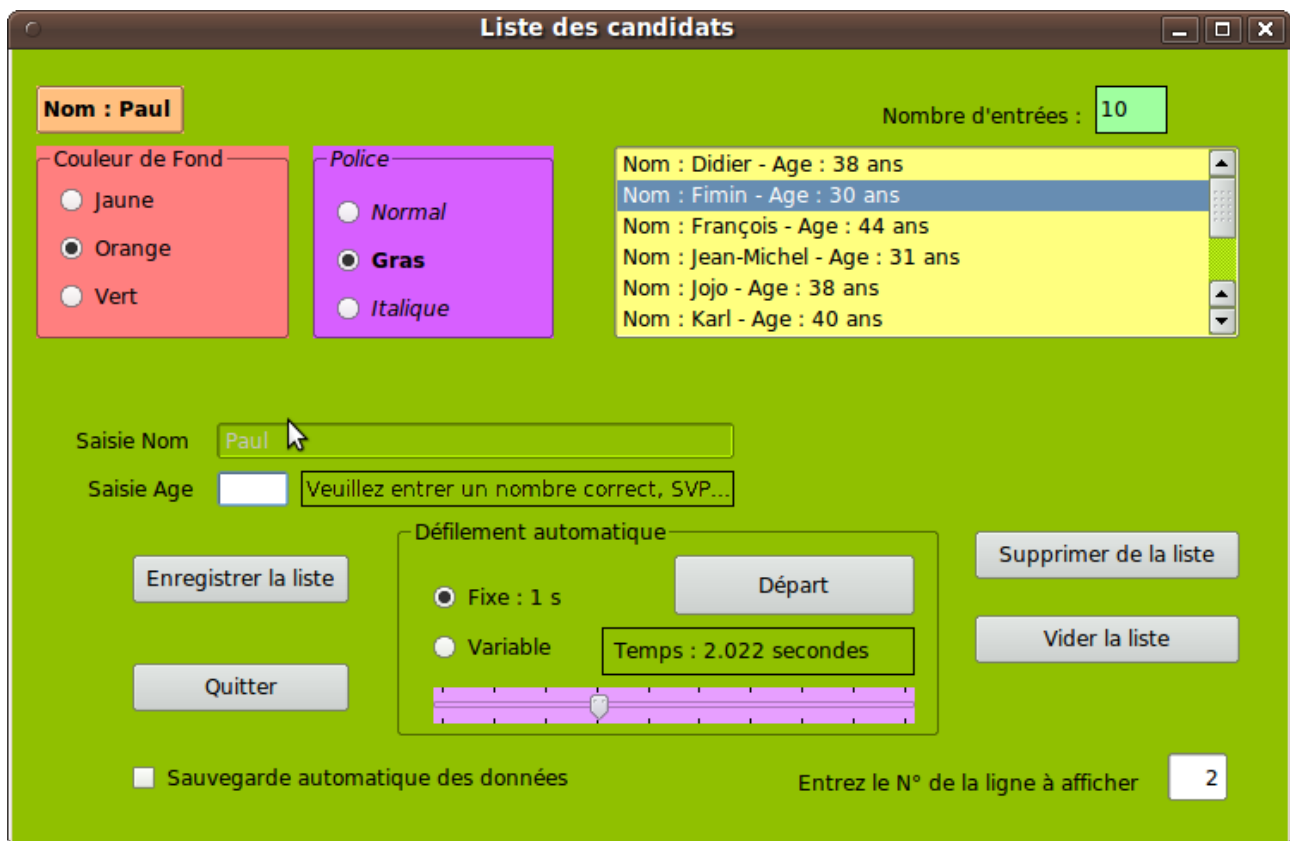 Liste des candidats
Nom : Paul
Nombre d'entrées : 10
Couleur de Fond
Jaune
Orange
Vert
Police
Normal
Gras
Italique
Nom : Didier - Age : 38 ans
Nom : Fimin - Age : 30 ans
Nom : François - Age : 44 ans
Nom : Jean-Michel - Age : 31 ans
Nom : Jojo - Age : 38 ans
Nom : Karl - Age : 40 ans
Saisie Nom Paul
Saisie Age Veuillez entrer un nombre correct, SVP...
Enregistrer la liste
Quitter
Défilement automatique
Fixe : 1 s
Départ
Variable
Temps : 2.022 secondes
Supprimer de la liste
Vider la liste
Sauvegarde automatique des données
Entrez le N° de la ligne à afficher 2